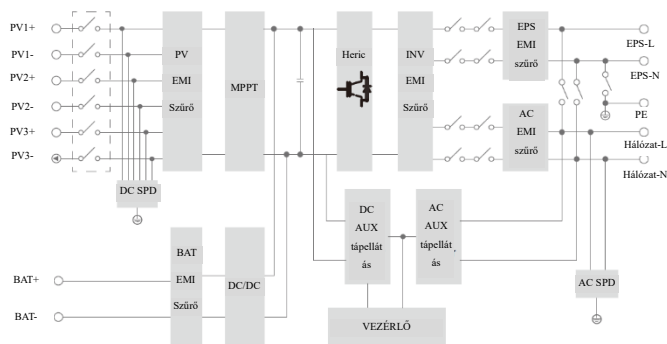 PV1+
PV1-
PV2+
PV2-
PV3+
PV3-
DC SPD
PV
EMI
Szűrő
MPPT
Heric
INV
EMI
Szűrő
EPS
EMI
szűrő
AC
EMI
szűrő
EPS-L
EPS-N
PE
Hálózat-L
Hálózat-N
DC
AUX
tápellát
ás
AC
AUX
tápellát
ás
BAT+
BAT-
BAT
EMI
Szűrő
DC/DC
VEZÉRLŐ
AC SPD